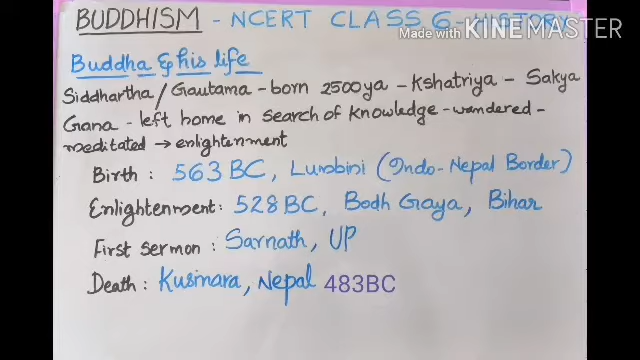 BUDDHISM - NCERT CLASS 6 - HISTORY
Made with KINEMASTER
Buddha & his life
Siddhartha/Gautama - born 2500ya - Kshatriya - Sakya
Gana - left home in search of knowledge - wandered -
meditated → enlightenment
Birth : 563 BC, Lumbini (Indo-Nepal Border)
Enlightenment: 528 BC, Bodh Gaya, Bihar
First sermon : Sarnath, UP
Death : Kusinara, Nepal 483BC